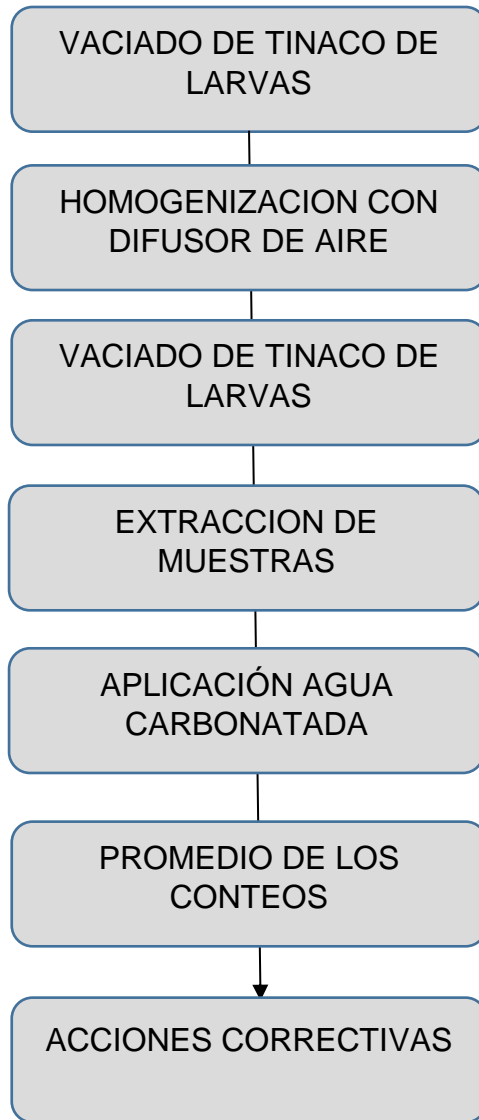 VACIADO DE TINACO DE
LARVAS
HOMOGENIZACION CON
DIFUSOR DE AIRE
VACIADO DE TINACO DE
LARVAS
EXTRACCION DE
MUESTRAS
APLICACIÓN AGUA
CARBONATADA
PROMEDIO DE LOS
CONTEOS
ACCIONES CORRECTIVAS